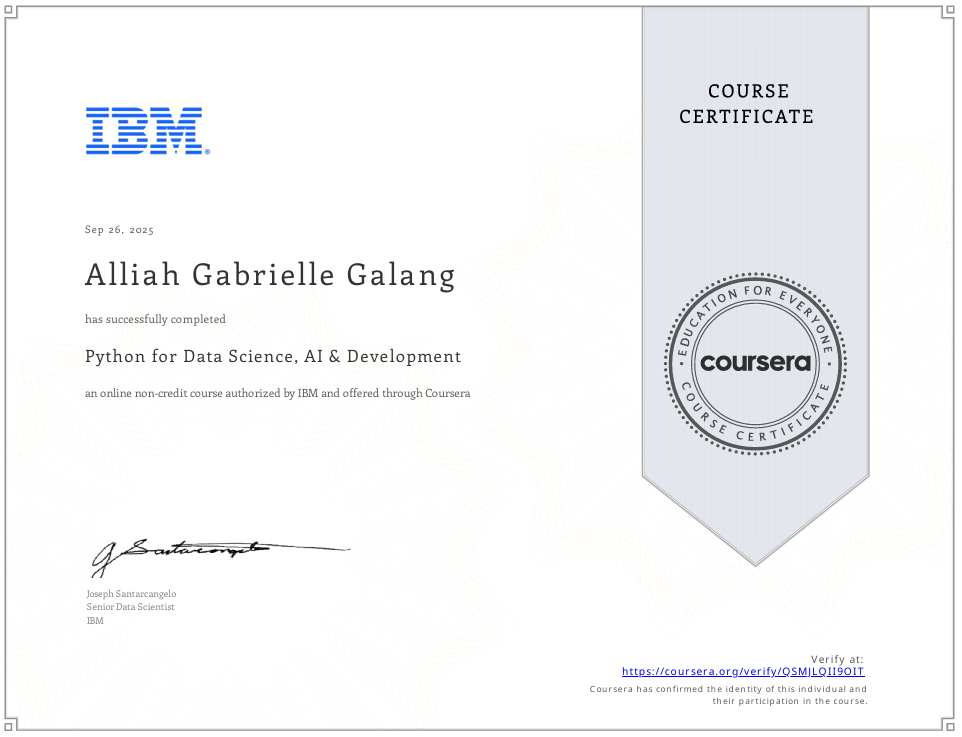 COURSE
CERTIFICATE
IBM®
Sep 26, 2025
Alliah Gabrielle Galang
has successfully completed
Python for Data Science, AI & Development
an online non-credit course authorized by IBM and offered through Coursera
EDUCATION FOR EVERYONE
coursera
COURSE CERTIFICATE
J Santarcangelo
Joseph Santarcangelo
Senior Data Scientist
IBM
Verify at:
https://coursera.org/verify/QSMJLQII9OIT
Coursera has confirmed the identity of this individual and
their participation in the course.